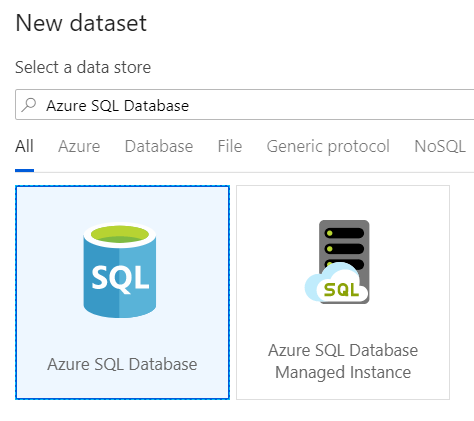 New dataset
Select a data store
Azure SQL Database
All Azure Database File Generic protocol NoSQL
SQL
SQL
Azure SQL Database
Azure SQL Database
Managed Instance